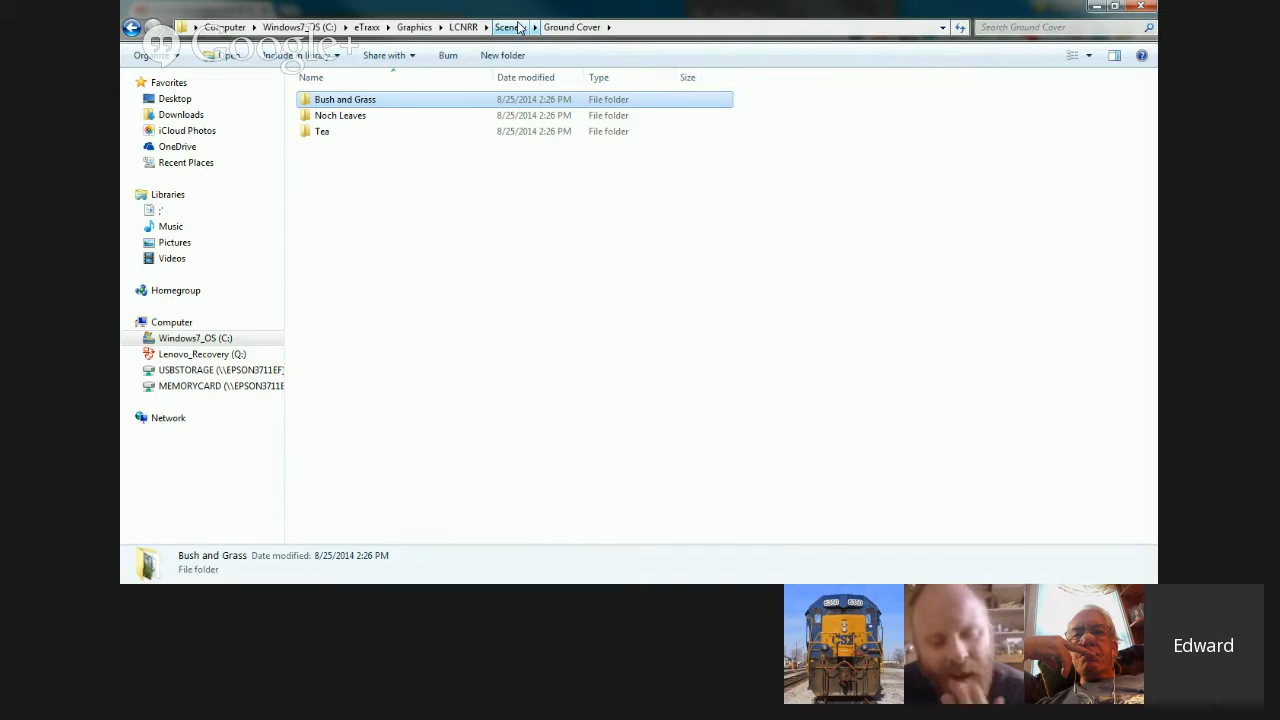 Computer Windows7_OS (C:) eTraxx Graphics LCNRR Ground Cover Search Ground Cover
Google+
Organize Open Include in library Share with Burn New folder
Name Date modified Type Size
Bush and Grass 8/25/2014 2:26 PM File folder
Noch Leaves 8/25/2014 2:26 PM File folder
Tea 8/25/2014 2:26 PM File folder
Favorites
Desktop
Downloads
iCloud Photos
OneDrive
Recent Places
Libraries
;'
Music
Pictures
Videos
Homegroup
Computer
Windows7_OS (C:)
Lenovo_Recovery (Q:)
USBSTORAGE (\\EPSON3711EF)
MEMORYCARD (\\EPSON3711E
Network
Bush and Grass Date modified: 8/25/2014 2:26 PM
File folder
6350 6350
CSX
Edward